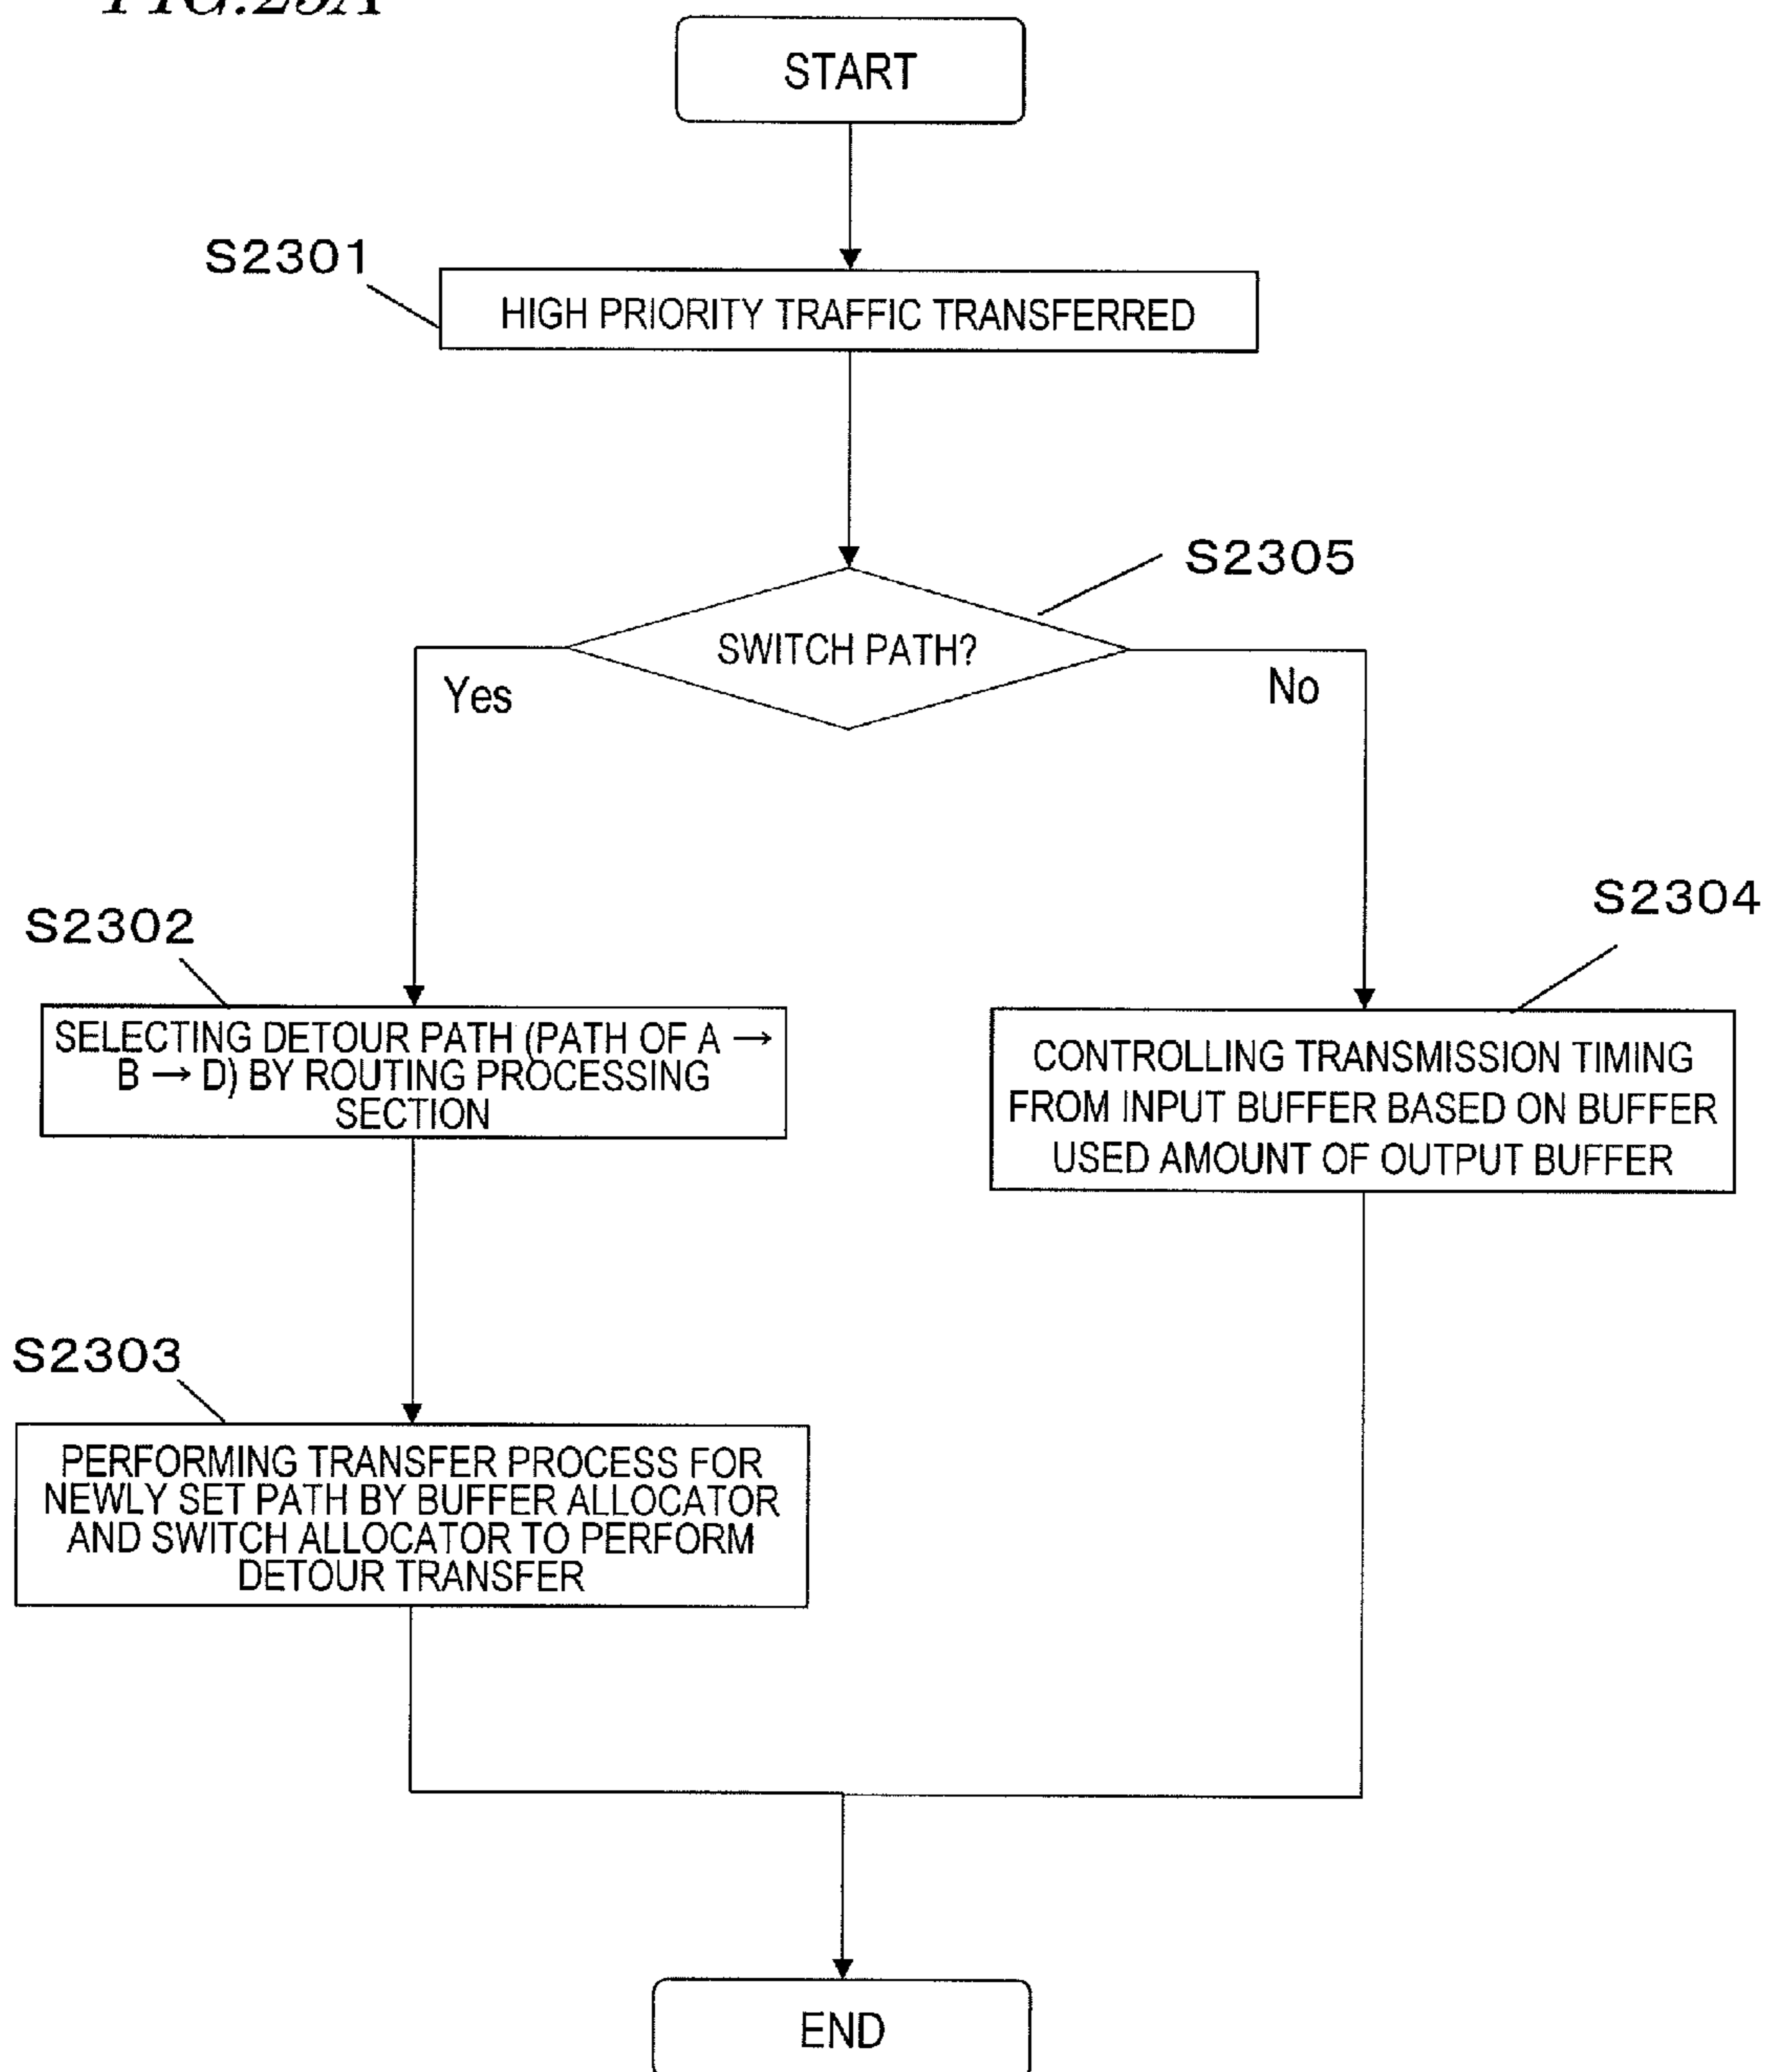 FIG.23A
START
S2301
HIGH PRIORITY TRAFFIC TRANSFERRED
S2305
SWITCH PATH?
Yes
No
S2302
SELECTING DETOUR PATH (PATH OF A →
B → D) BY ROUTING PROCESSING
SECTION
S2304
CONTROLLING TRANSMISSION TIMING
FROM INPUT BUFFER BASED ON BUFFER
USED AMOUNT OF OUTPUT BUFFER
S2303
PERFORMING TRANSFER PROCESS FOR
NEWLY SET PATH BY BUFFER ALLOCATOR
AND SWITCH ALLOCATOR TO PERFORM
DETOUR TRANSFER
END